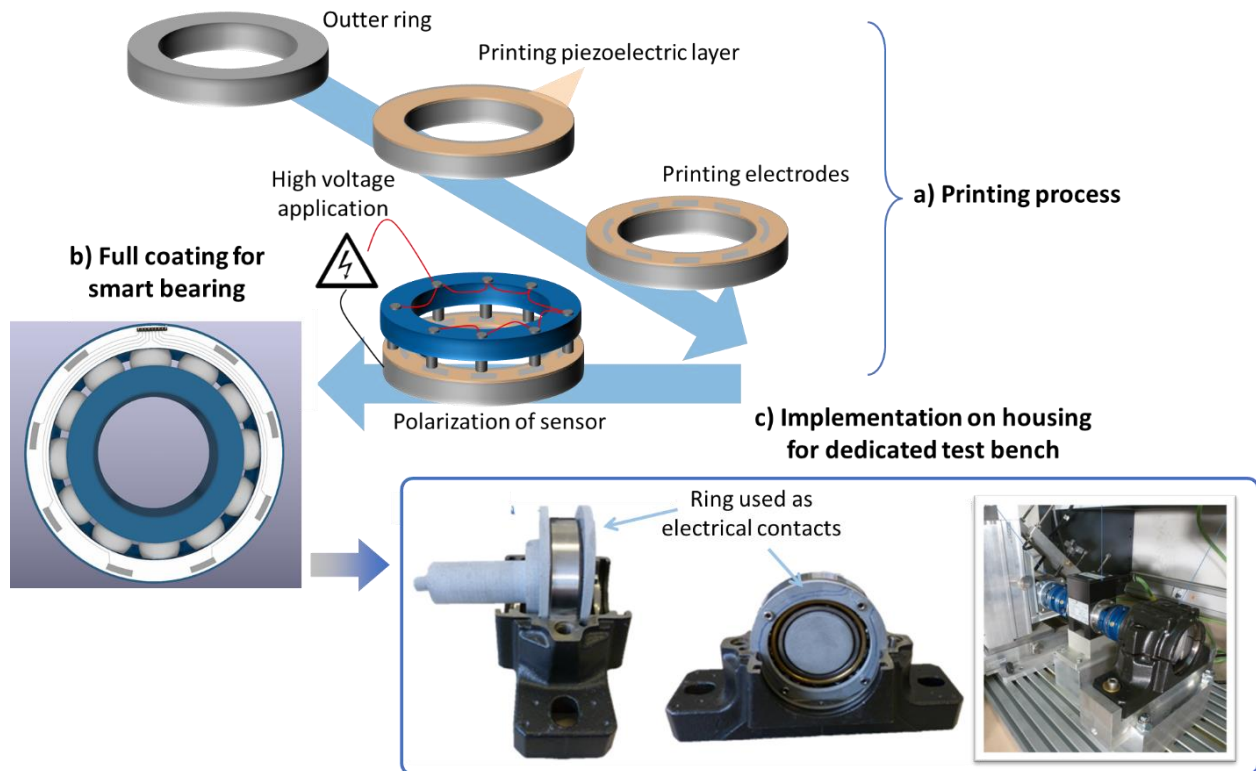 Outter ring
Printing piezoelectric layer
Printing electrodes
a) Printing process
High voltage
application
b) Full coating for
smart bearing
Polarization of sensor
c) Implementation on housing
for dedicated test bench
Ring used as
electrical contacts